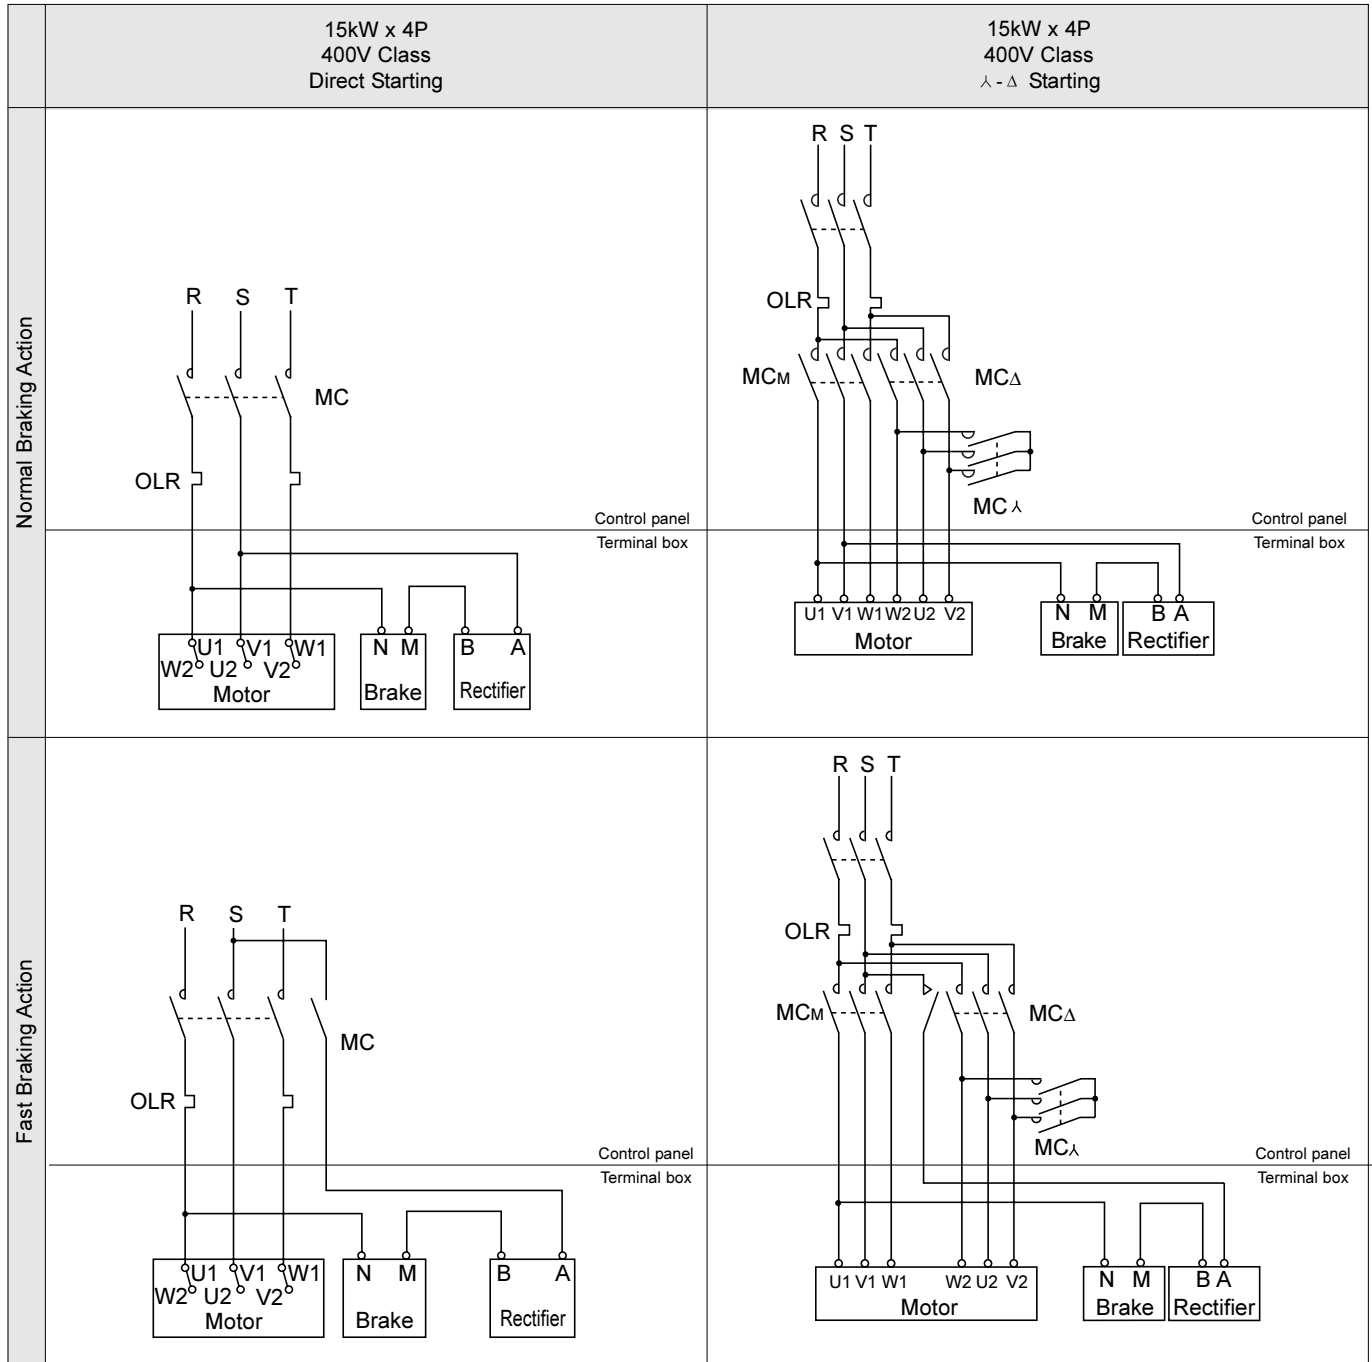 15kW x 4P
400V Class
Direct Starting
15kW x 4P
400V Class
⅄ - Δ Starting
Normal Braking Action
R S T
MC
OLR
Control panel
Terminal box
U1 V1 W1
W2 U2 V2
Motor
N M
Brake
B A
Rectifier
R S T
OLR
MCM
MCΔ
MC⅄
Control panel
Terminal box
U1 V1 W1 W2 U2 V2
Motor
N M
Brake
B A
Rectifier
Fast Braking Action
R S T
MC
OLR
Control panel
Terminal box
U1 V1 W1
W2 U2 V2
Motor
N M
Brake
B A
Rectifier
R S T
OLR
MCM
MCΔ
MC⅄
Control panel
Terminal box
U1 V1 W1 W2 U2 V2
Motor
N M
Brake
B A
Rectifier